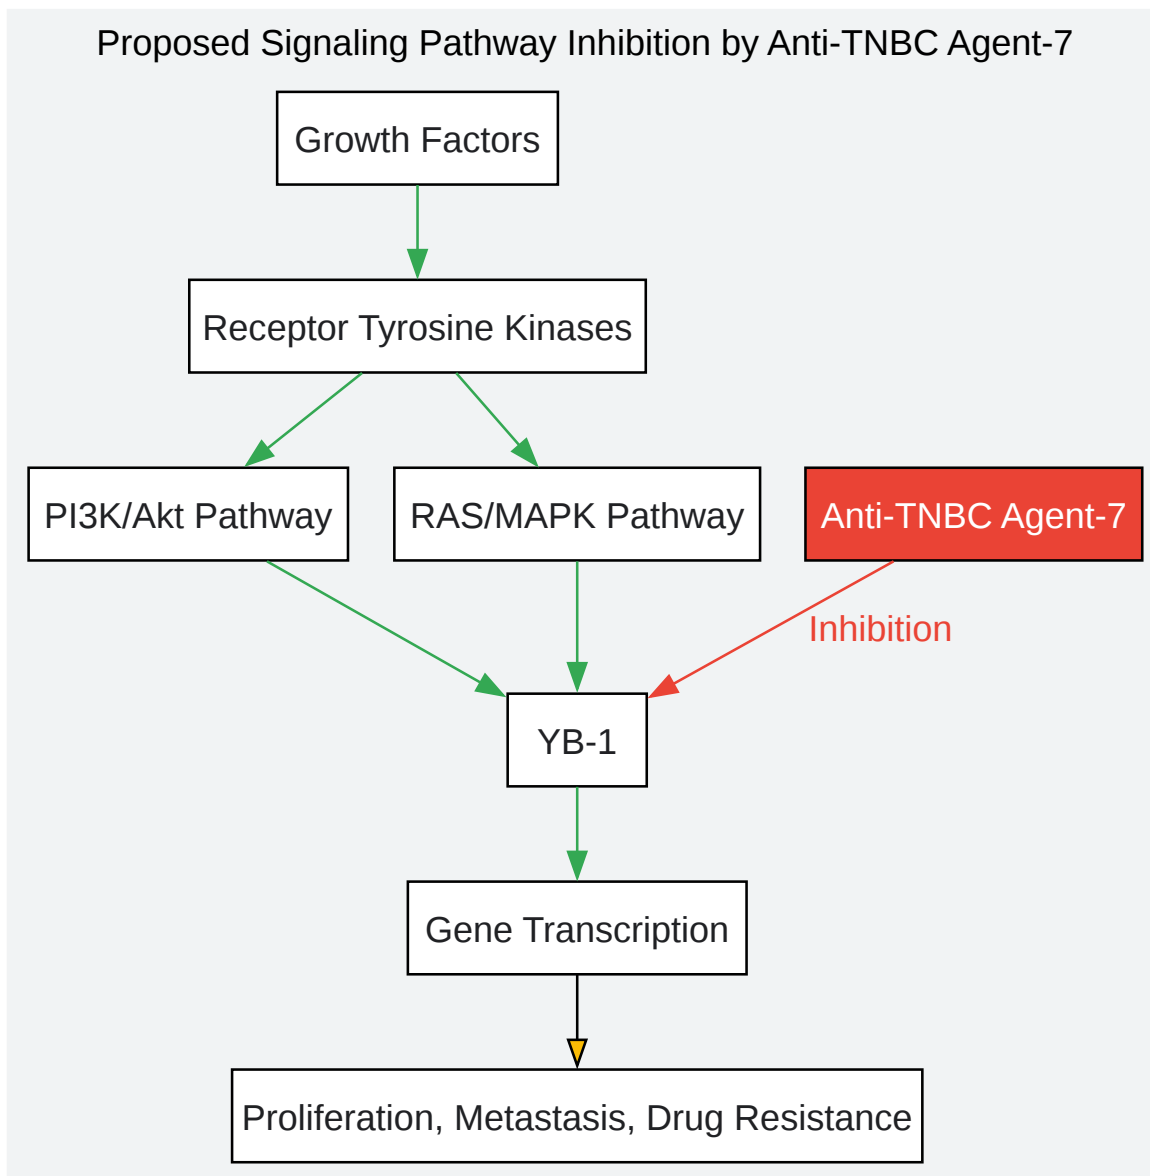 Proposed Signaling Pathway Inhibition by Anti-TNBC Agent-7
Growth Factors
Receptor Tyrosine Kinases
PI3K/Akt Pathway
RAS/MAPK Pathway
Anti-TNBC Agent-7
Inhibition
YB-1
Gene Transcription
Proliferation, Metastasis, Drug Resistance